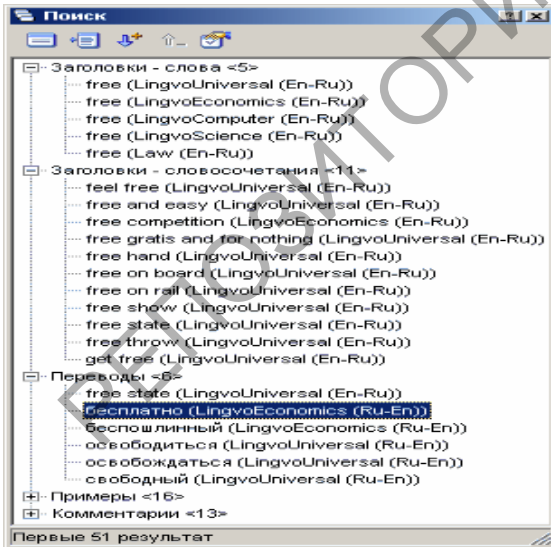 Поиск
Заголовки - слова <5>
free (LingvoUniversal (En-Ru))
free (LingvoEconomics (En-Ru))
free (LingvoComputer (En-Ru))
free (LingvoScience (En-Ru))
free (Law (En-Ru))
Заголовки - словосочетания <11>
feel free (LingvoUniversal (En-Ru))
free and easy (LingvoUniversal (En-Ru))
free competition (LingvoEconomics (En-Ru))
free gratis and for nothing (LingvoUniversal (En-Ru))
free hand (LingvoUniversal (En-Ru))
free on board (LingvoUniversal (En-Ru))
free on rail (LingvoUniversal (En-Ru))
free show (LingvoUniversal (En-Ru))
free state (LingvoUniversal (En-Ru))
free throw (LingvoUniversal (En-Ru))
get free (LingvoUniversal (En-Ru))
Переводы <6>
free state (LingvoUniversal (En-Ru))
бесплатно (LingvoEconomics (Ru-En))
беспошлинный (LingvoEconomics (Ru-En))
освободиться (LingvoUniversal (Ru-En))
освобождаться (LingvoUniversal (Ru-En))
свободный (LingvoUniversal (Ru-En))
Примеры <16>
Комментарии <13>
Первые 51 результат
РЕПОЗИТОРИ